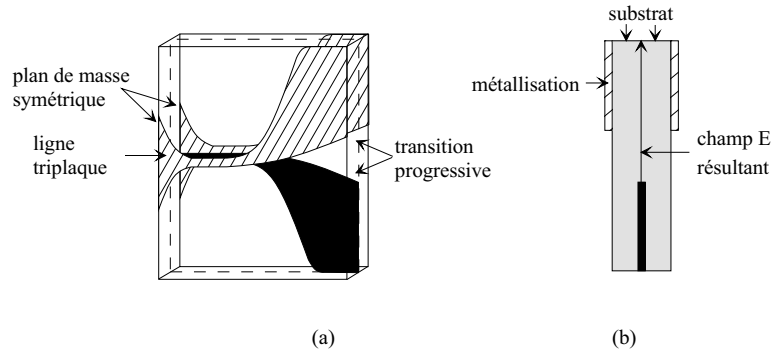 plan de masse
symétrique
ligne
triplaque
transition
progressive
(a)
substrat
métallisation
champ E
résultant
(b)